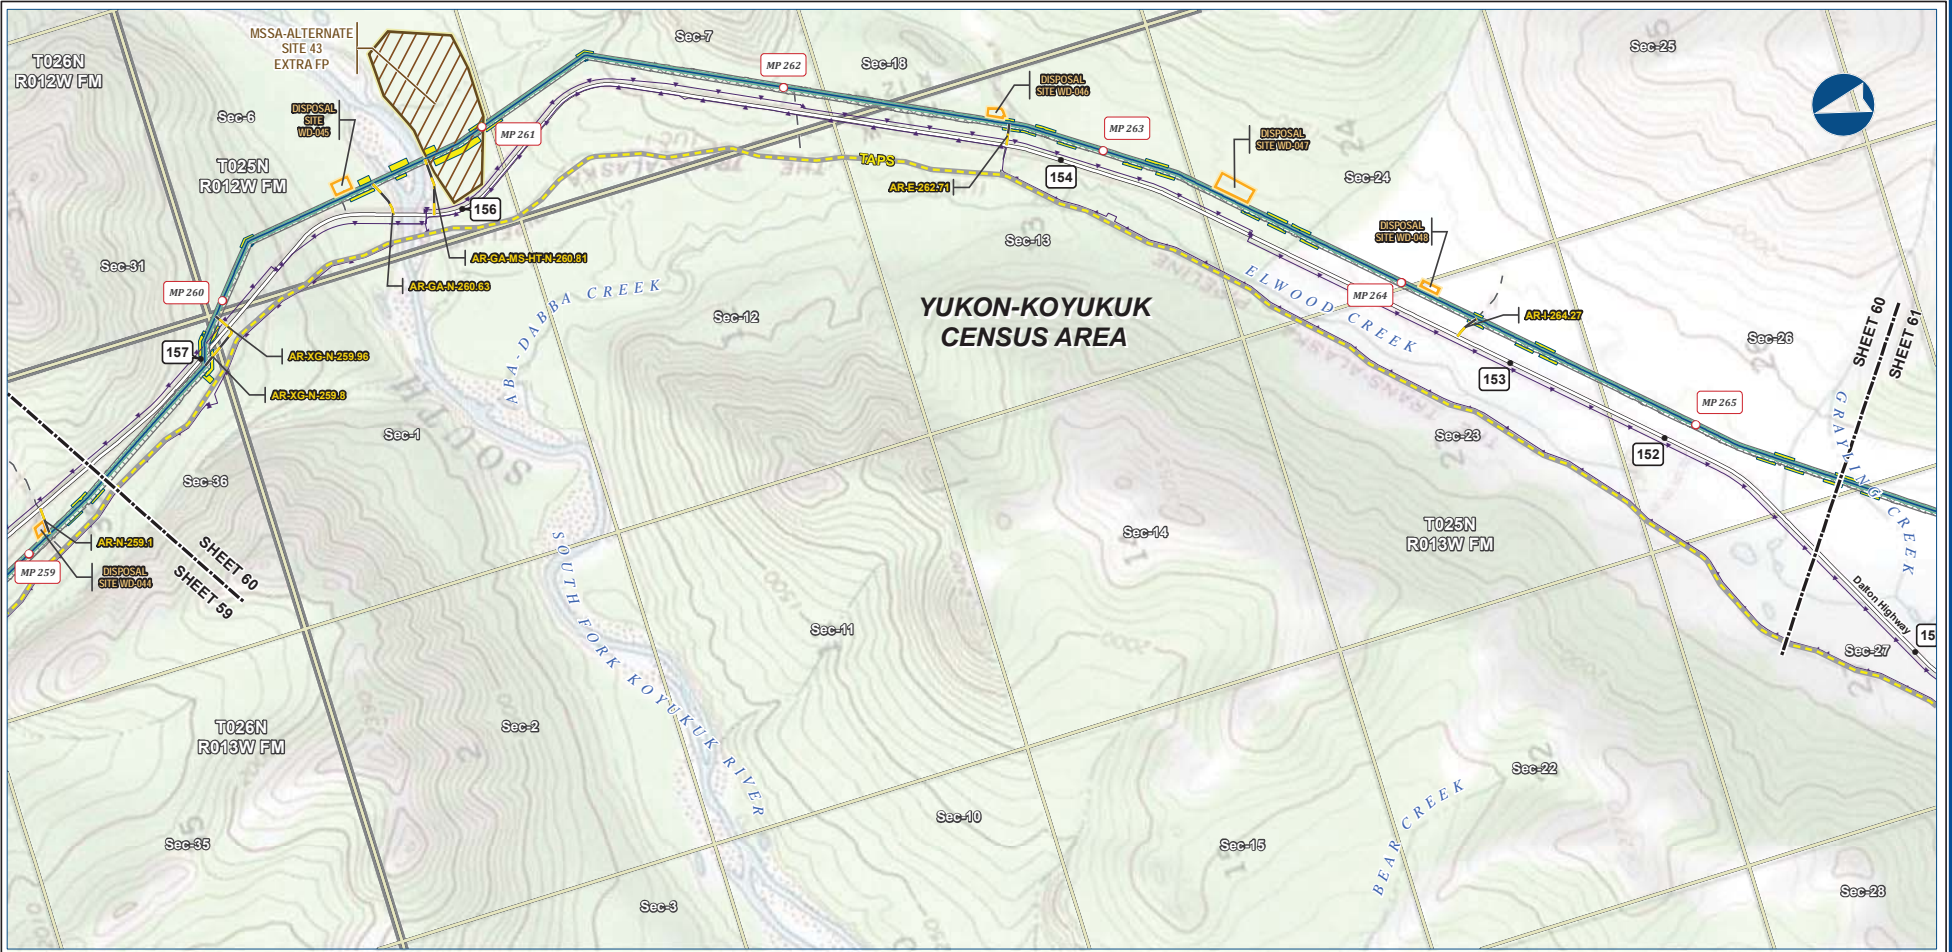 MSSA-ALTERNATE
SITE 43
EXTRA FP
T026N
R012W FM
Sec-6
DISPOSAL
SITE
WD-045
T025N
R012W FM
Sec-31
MP 260
157
MP 261
156
Sec-7
MP 262
Sec-18
TAPS
DISPOSAL
SITE WD-046
AR-E-262.71
154
MP 263
DISPOSAL
SITE WD-047
Sec-24
Sec-25
DISPOSAL
SITE WD-048
MP 264
AR-I-264.27
Sec-26
153
MP 265
152
SHEET 60
SHEET 61
GRAYLING CREEK
Dalton Highway
15
Sec-27
AR-GA-MS-HT-N-260.81
AR-GA-N-260.63
AR-XG-N-259.96
AR-XG-N-259.8
ABA-DABBA CREEK
Sec-12
YUKON-KOYUKUK
CENSUS AREA
Sec-13
ELWOOD CREEK
Sec-1
SOUTH
Sec-36
AR-N-259.1
MP 259
DISPOSAL
SITE WD-044
SHEET 60
SHEET 59
SOUTH FORK KOYUKUK RIVER
Sec-23
Sec-14
T025N
R013W FM
Sec-11
T026N
R013W FM
Sec-2
Sec-22
BEAR CREEK
Sec-10
Sec-15
Sec-35
Sec-3
Sec-28